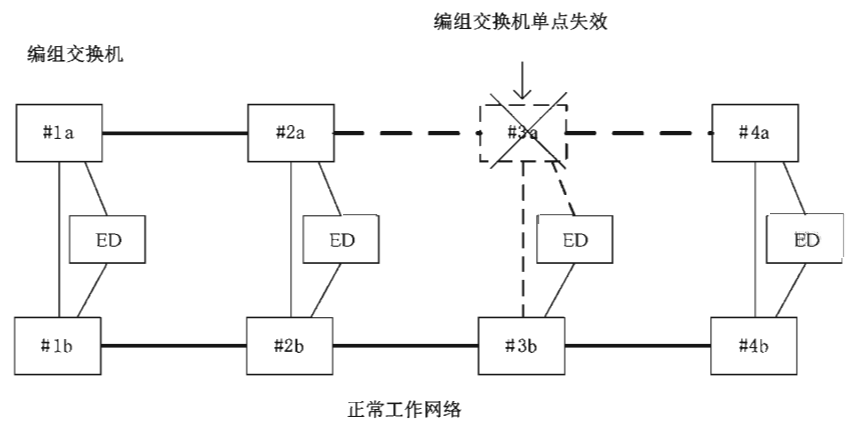 编组交换机单点失效
编组交换机
#1a
#2a
#3a
#4a
ED
ED
ED
ED
#1b
#2b
#3b
#4b
正常工作网络